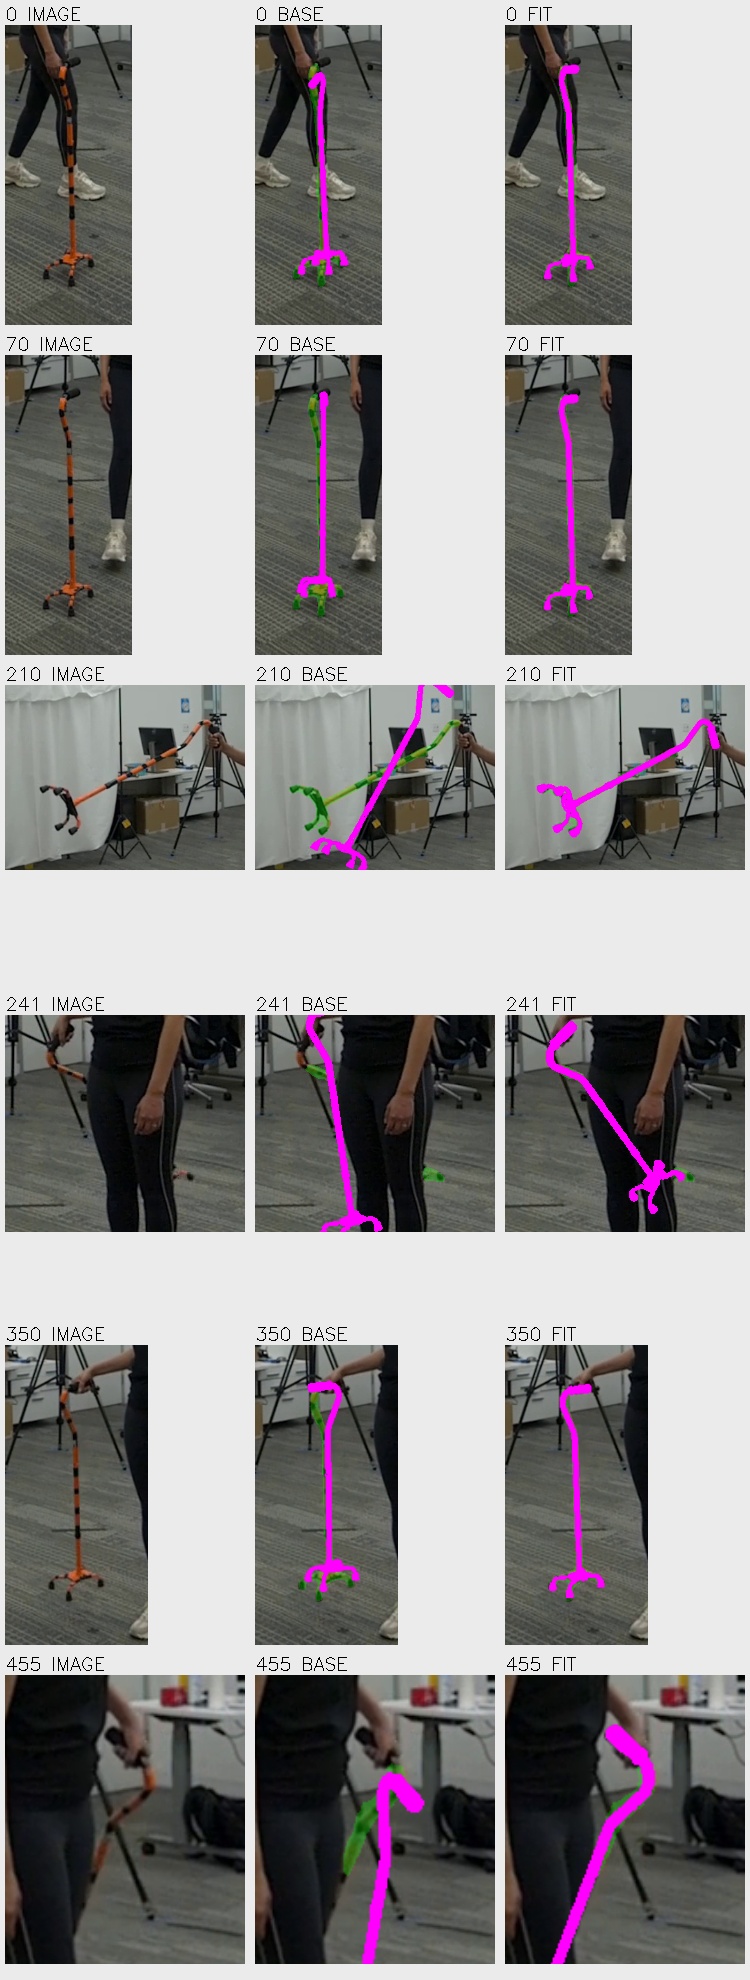 0 IMAGE 0 BASE 0 FIT
70 IMAGE 70 BASE 70 FIT
210 IMAGE 210 BASE 210 FIT
241 IMAGE 241 BASE 241 FIT
350 IMAGE 350 BASE 350 FIT
455 IMAGE 455 BASE 455 FIT